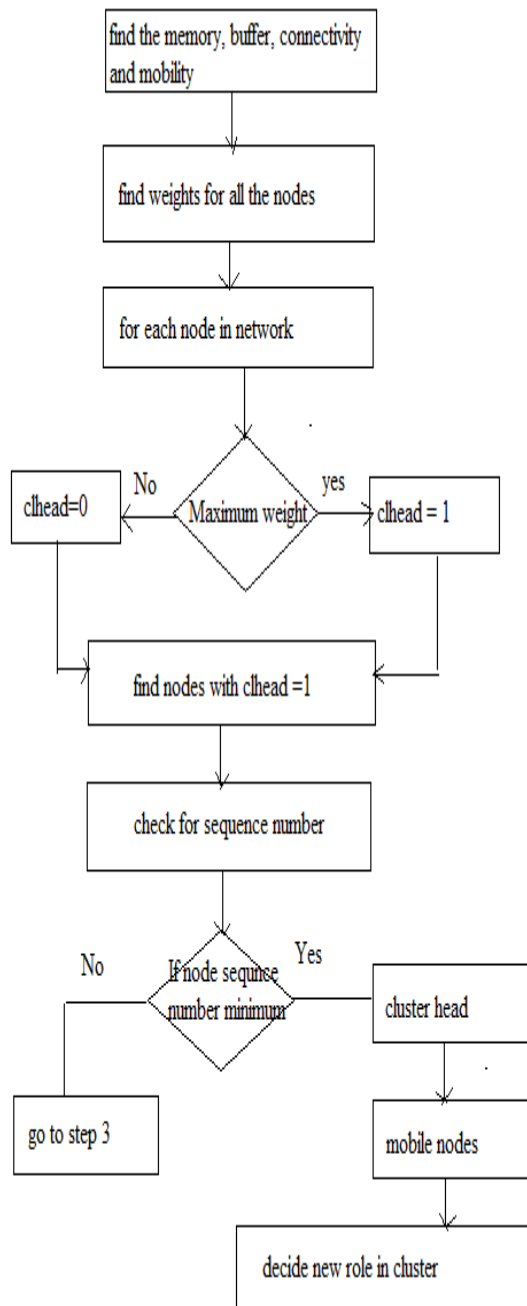 find the memory, buffer, connectivity
and mobility
find weights for all the nodes
for each node in network
No
yes
clhead=0
Maximum weight
clhead = 1
find nodes with clhead =1
check for sequence number
No
Yes
If node sequnce
number minimum
cluster head
go to step 3
mobile nodes
decide new role in cluster